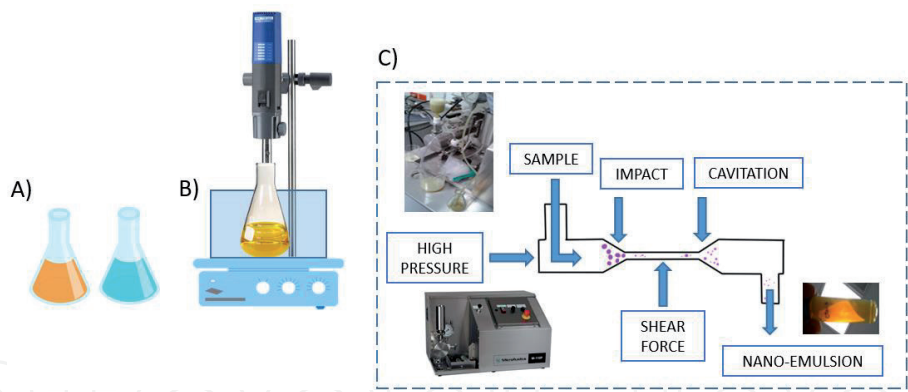 A)
B)
C)
SAMPLE
IMPACT
CAVITATION
HIGH
PRESSURE
SHEAR
FORCE
NANO-EMULSION